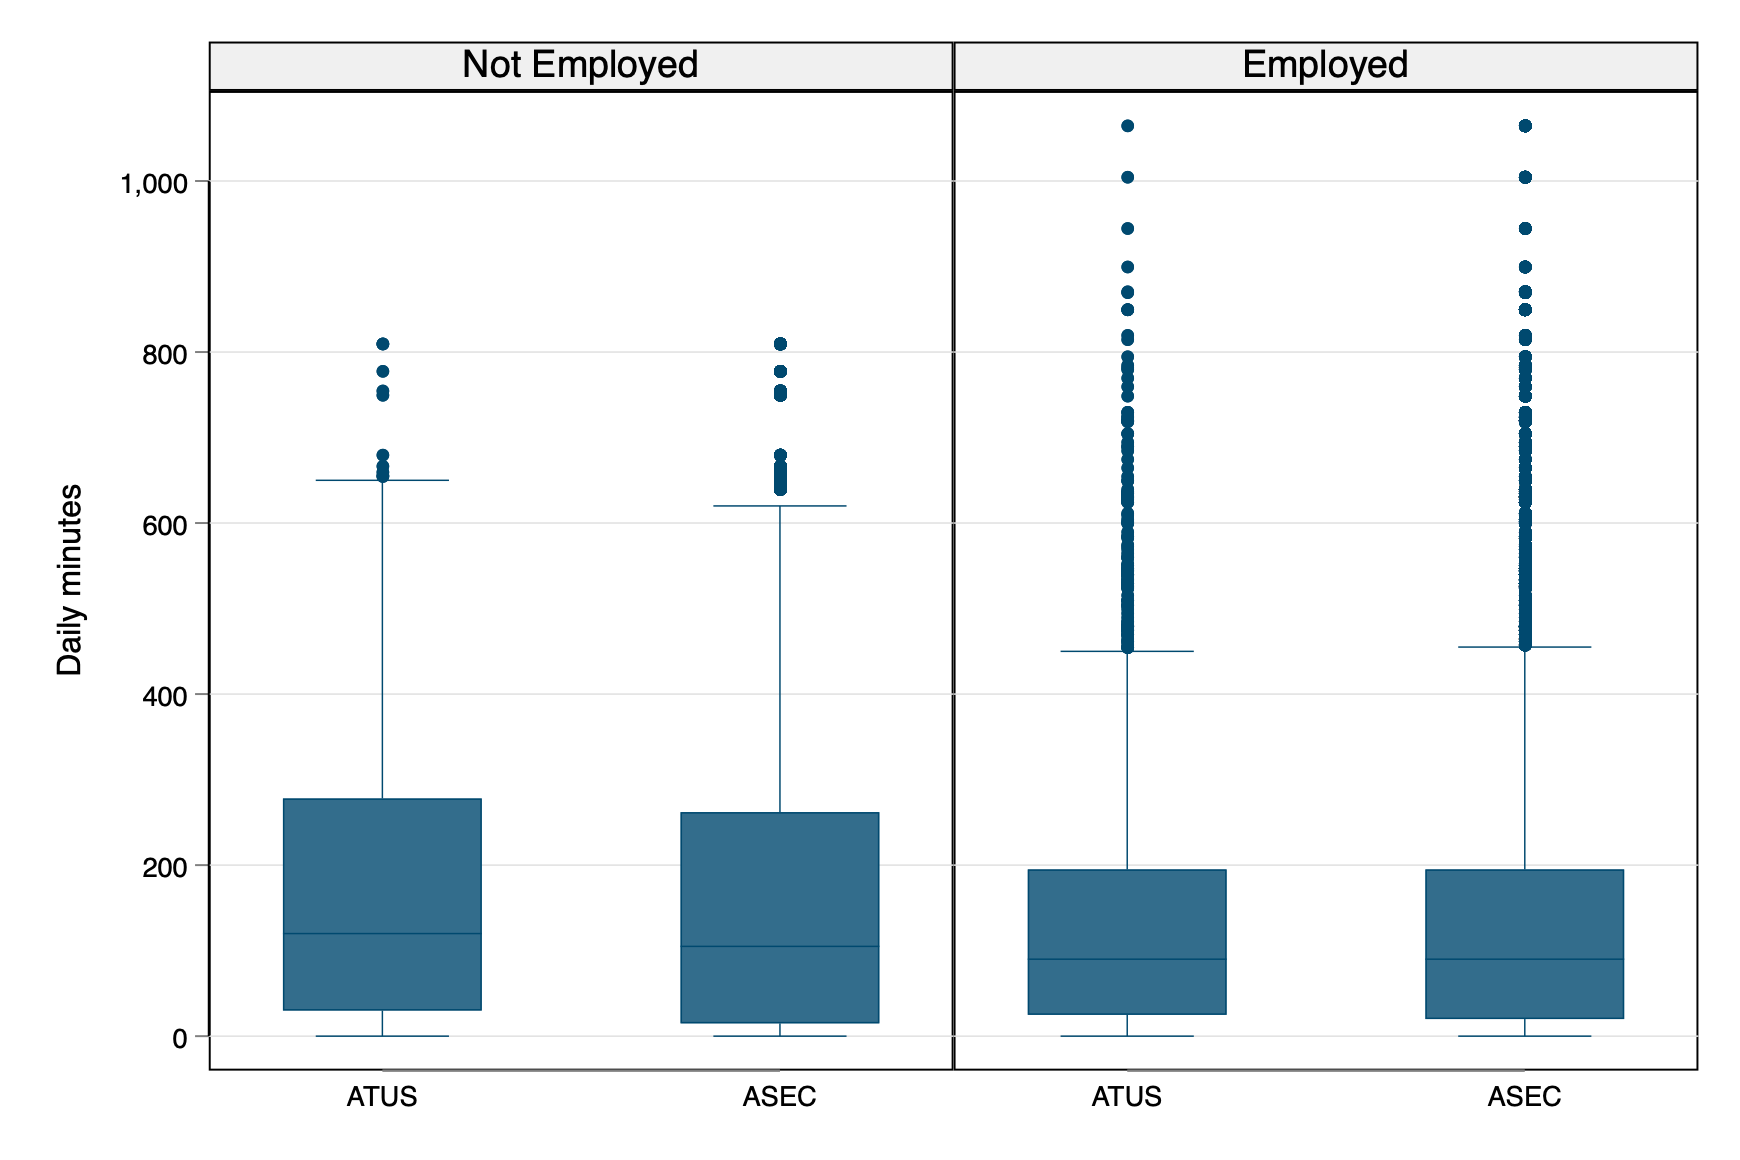 Not Employed
Employed
Daily minutes
1,000
800
600
400
200
0
ATUS
ASEC
ATUS
ASEC